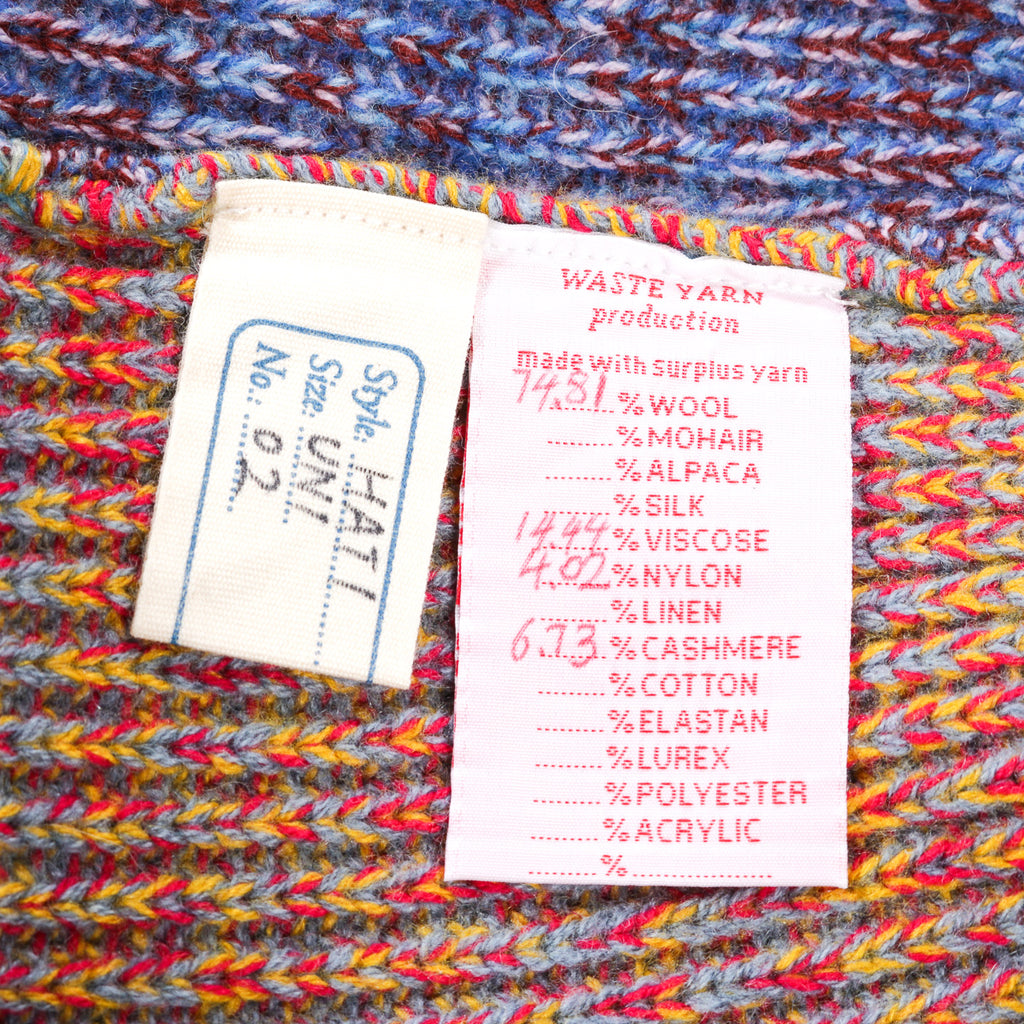 Style: HATI
Size: UNI
No.: 02
WASTE YARN
production
made with surplus yarn
74.81 % WOOL
.......... % MOHAIR
.......... % ALPACA
.......... % SILK
14.44 % VISCOSE
4.02 % NYLON
.......... % LINEN
6.73 % CASHMERE
.......... % COTTON
.......... % ELASTAN
.......... % LUREX
.......... % POLYESTER
.......... % ACRYLIC
.......... % ....................